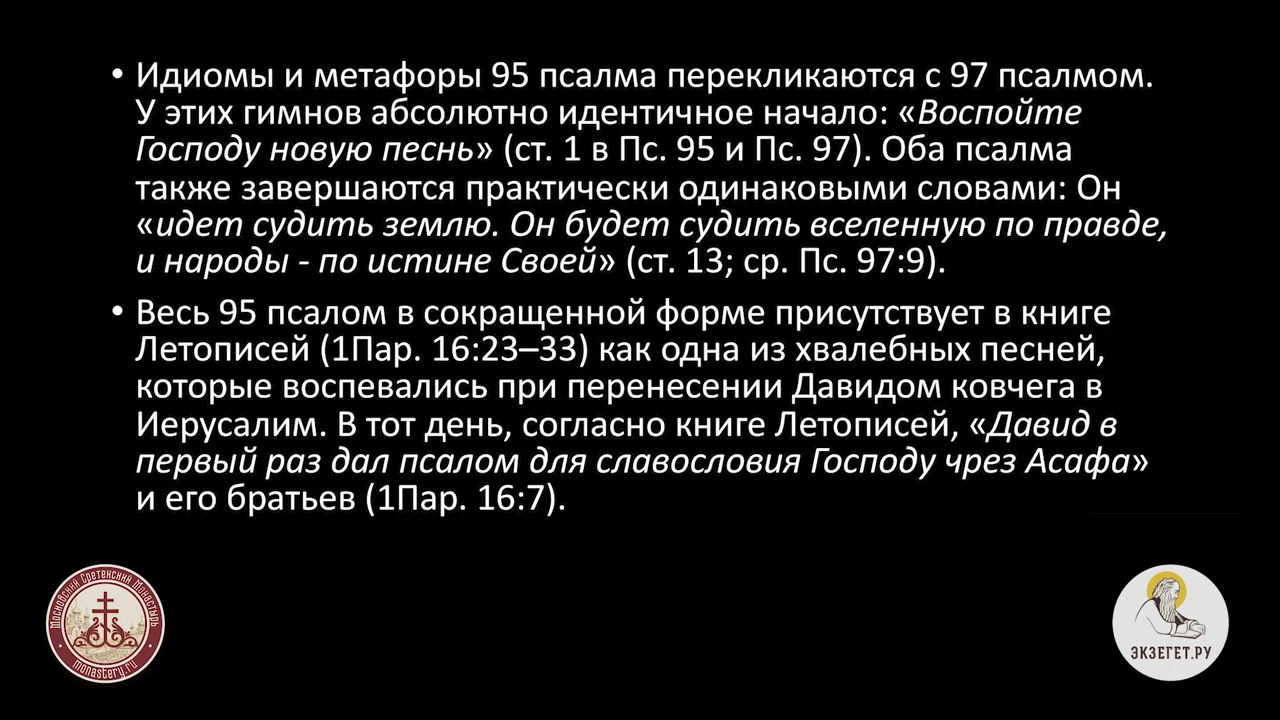 • Идиомы и метафоры 95 псалма перекликаются с 97 псалмом.
У этих гимнов абсолютно идентичное начало: «Воспойте
Господу новую песнь» (ст. 1 в Пс. 95 и Пс. 97). Оба псалма
также завершаются практически одинаковыми словами: Он
«идет судить землю. Он будет судить вселенную по правде,
и народы - по истине Своей» (ст. 13; ср. Пс. 97:9).
• Весь 95 псалом в сокращенной форме присутствует в книге
Летописей (1Пар. 16:23–33) как одна из хвалебных песней,
которые воспевались при перенесении Давидом ковчега в
Иерусалим. В тот день, согласно книге Летописей, «Давид в
первый раз дал псалом для славословия Господу чрез Асафа»
и его братьев (1Пар. 16:7).
Московский Сретенский Монастырь
monastery.ru
ЭКЗЕГЕТ.РУ